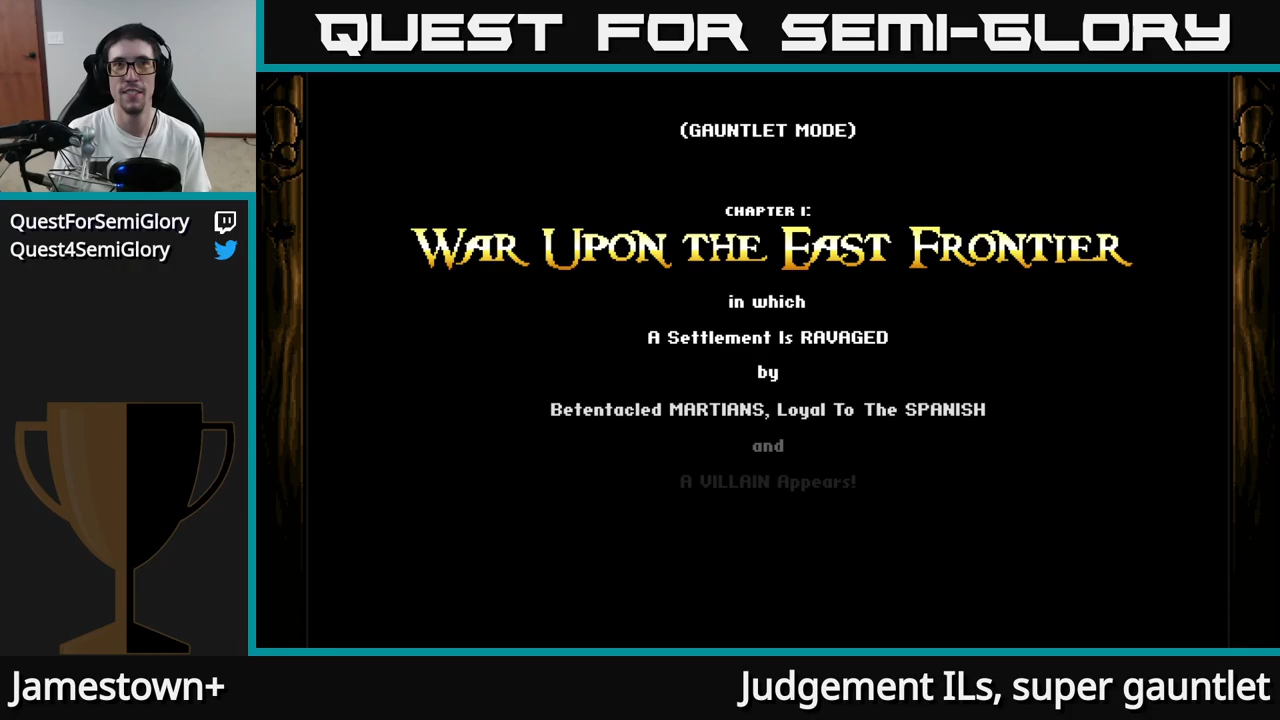 QUEST FOR SEMI-GLORY
QuestForSemiGlory
Quest4SemiGlory
(GAUNTLET MODE)
CHAPTER I:
WAR UPON THE EAST FRONTIER
in which
A Settlement Is RAVAGED
by
Betentacled MARTIANS, Loyal To The SPANISH
and
A VILLAIN Appears!
Jamestown+
Judgement ILs, super gauntlet